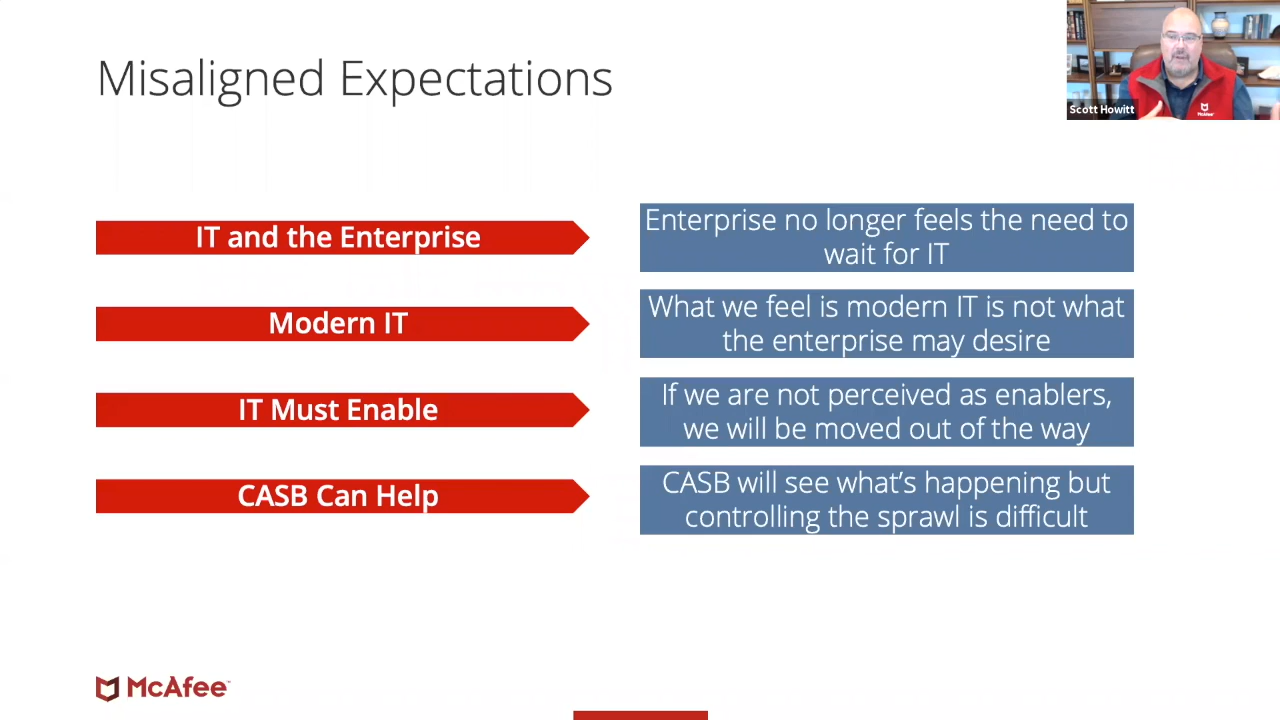 Misaligned Expectations
Scott Howitt
McAfee
IT and the Enterprise
Enterprise no longer feels the need to
wait for IT
Modern IT
What we feel is modern IT is not what
the enterprise may desire
IT Must Enable
If we are not perceived as enablers,
we will be moved out of the way
CASB Can Help
CASB will see what's happening but
controlling the sprawl is difficult
McAfee™